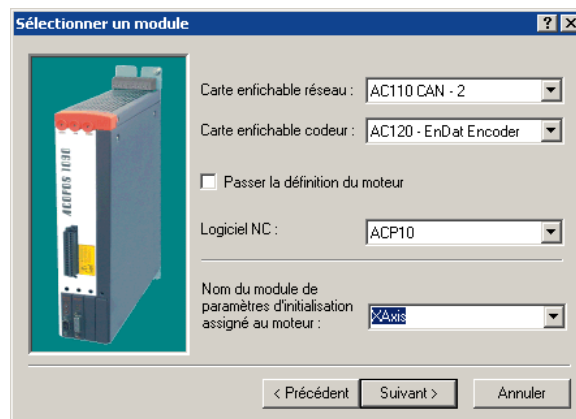 Sélectionner un module
ACOPOS 1090
Carte enfichable réseau :
AC110 CAN - 2
Carte enfichable codeur :
AC120 - EnDat Encoder
Passer la définition du moteur
Logiciel NC :
ACP10
Nom du module de
paramètres d'initialisation
assigné au moteur :
XAxis
< Précédent
Suivant >
Annuler